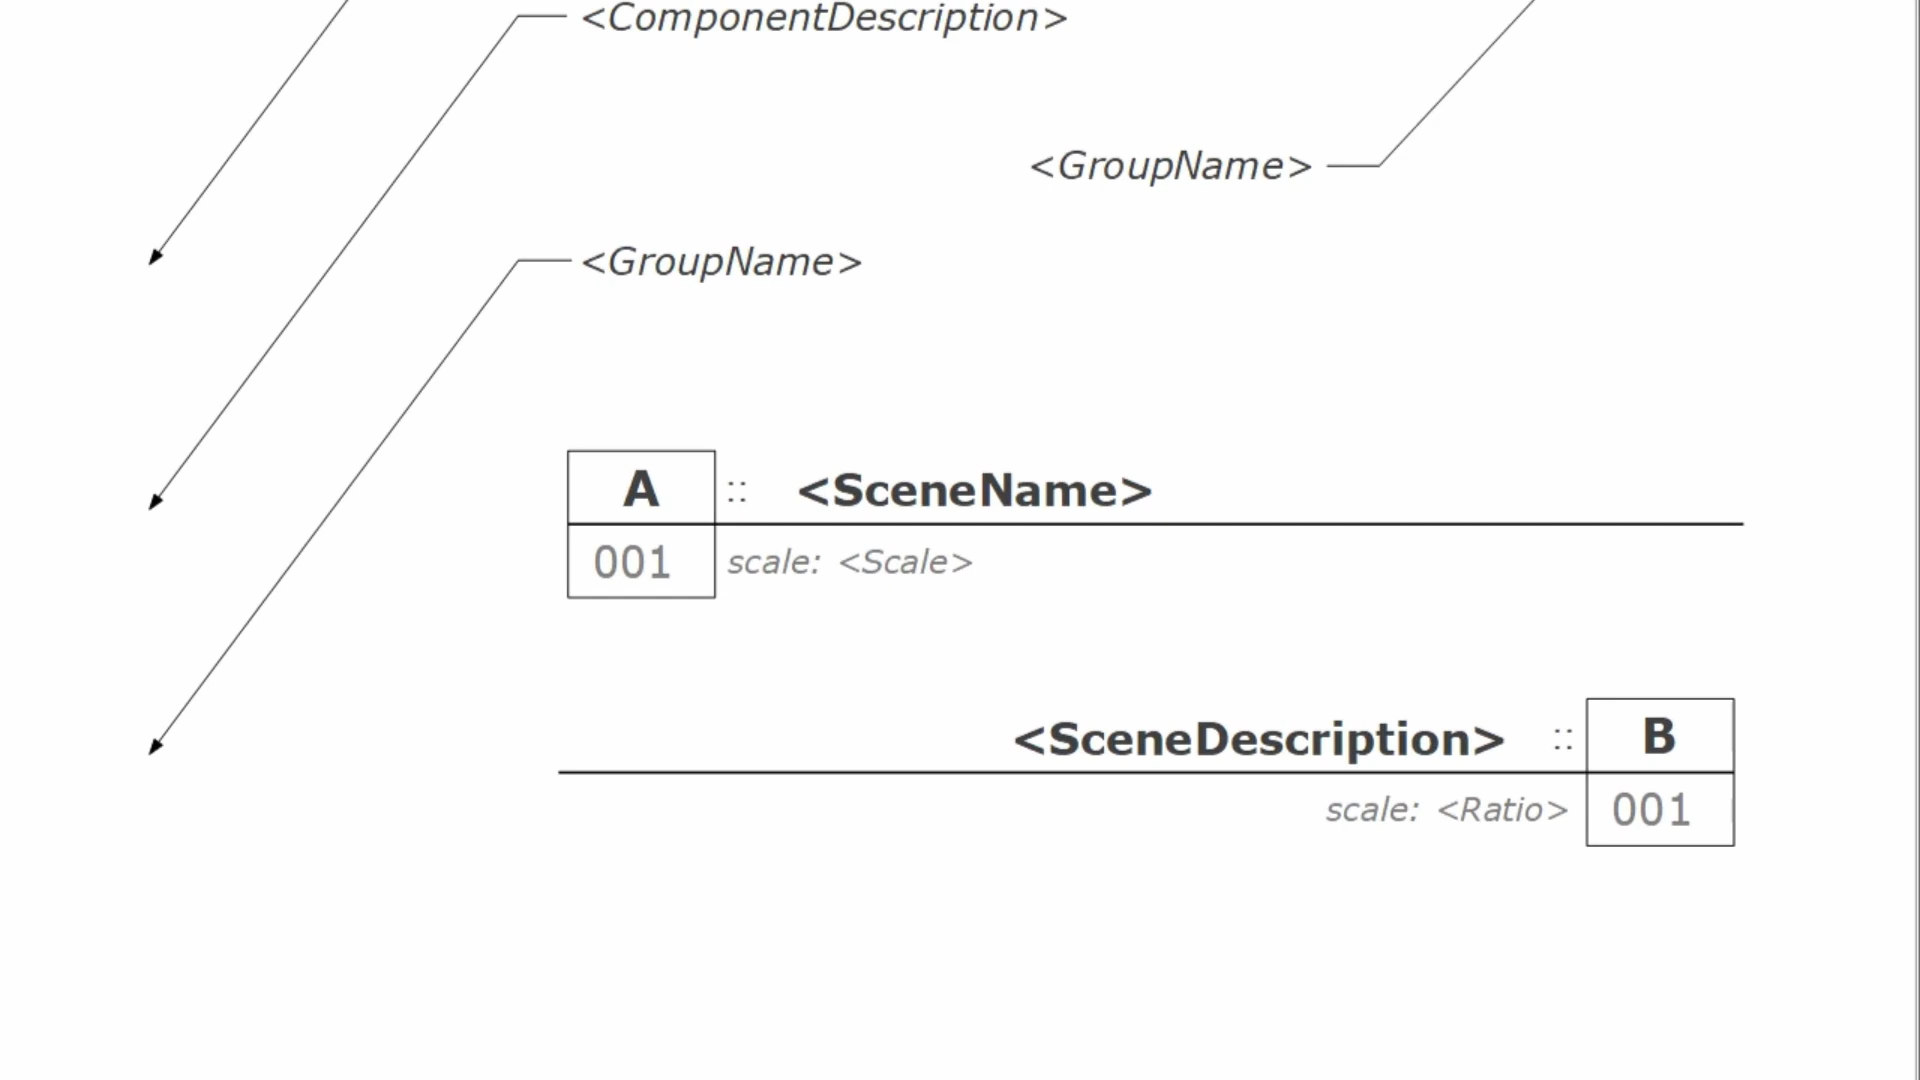 <ComponentDescription>
<GroupName>
<GroupName>
A :: <SceneName>
001 scale: <Scale>
<SceneDescription> :: B
scale: <Ratio> 001